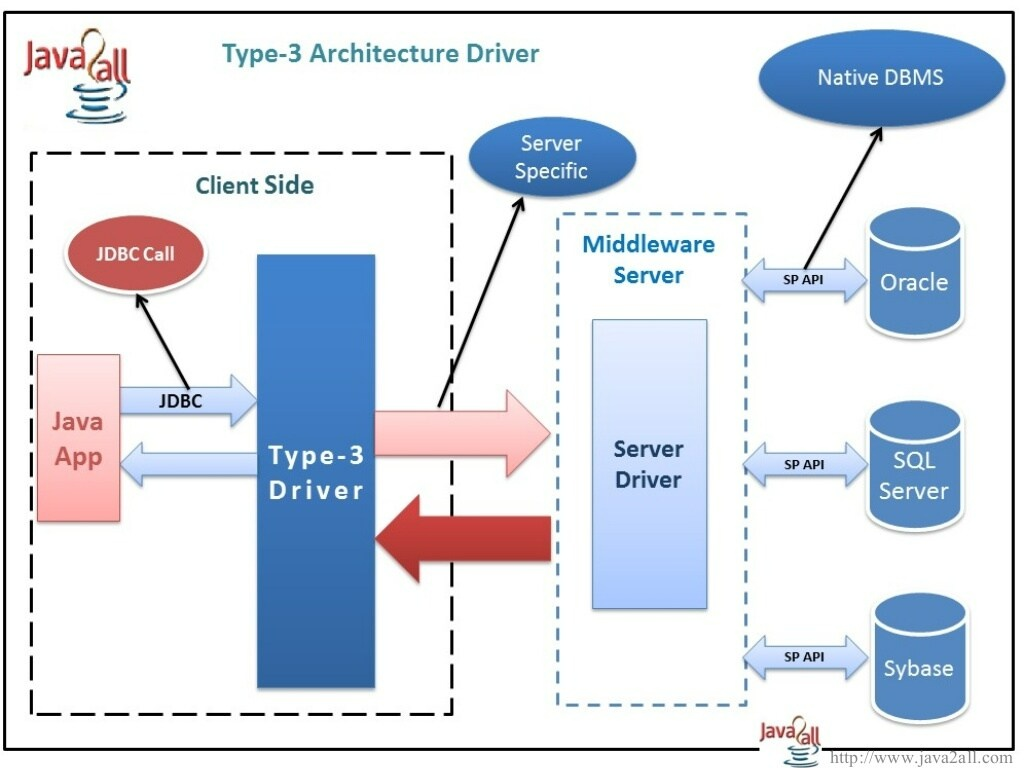 Java2all
Type-3 Architecture Driver
Native DBMS
Server
Specific
Client Side
JDBC Call
Middleware
Server
SP API
Oracle
Java
App
JDBC
Type-3
Driver
Server
Driver
SP API
SQL
Server
SP API
Sybase
Java2all
http://www.java2all.com